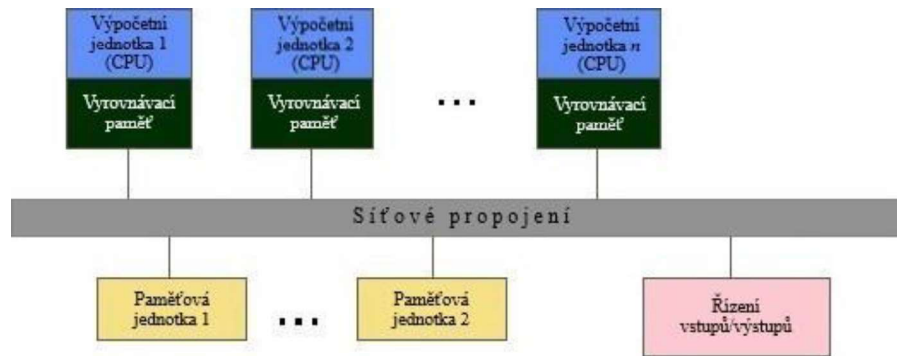 Výpočetní
jednotka 1
(CPU)
Výpočetní
jednotka 2
(CPU)
Výpočetní
jednotka n
(CPU)
Vyrovnávací
paměť
Vyrovnávací
paměť
...
Vyrovnávací
paměť
Síťové propojení
Paměťová
jednotka 1
...
Paměťová
jednotka 2
Řízení
vstupů/výstupů